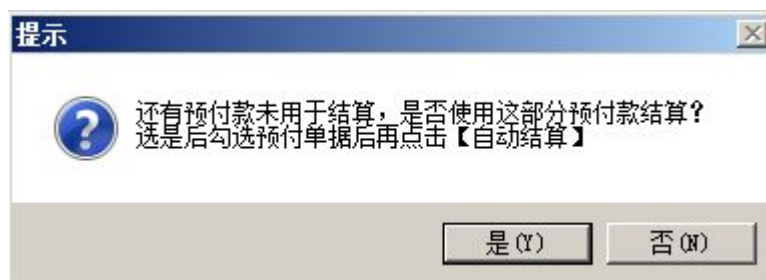 提示
还有预付款未用于结算，是否使用这部分预付款结算？
选是后勾选预付单据后再点击【自动结算】
是(Y)
否(N)